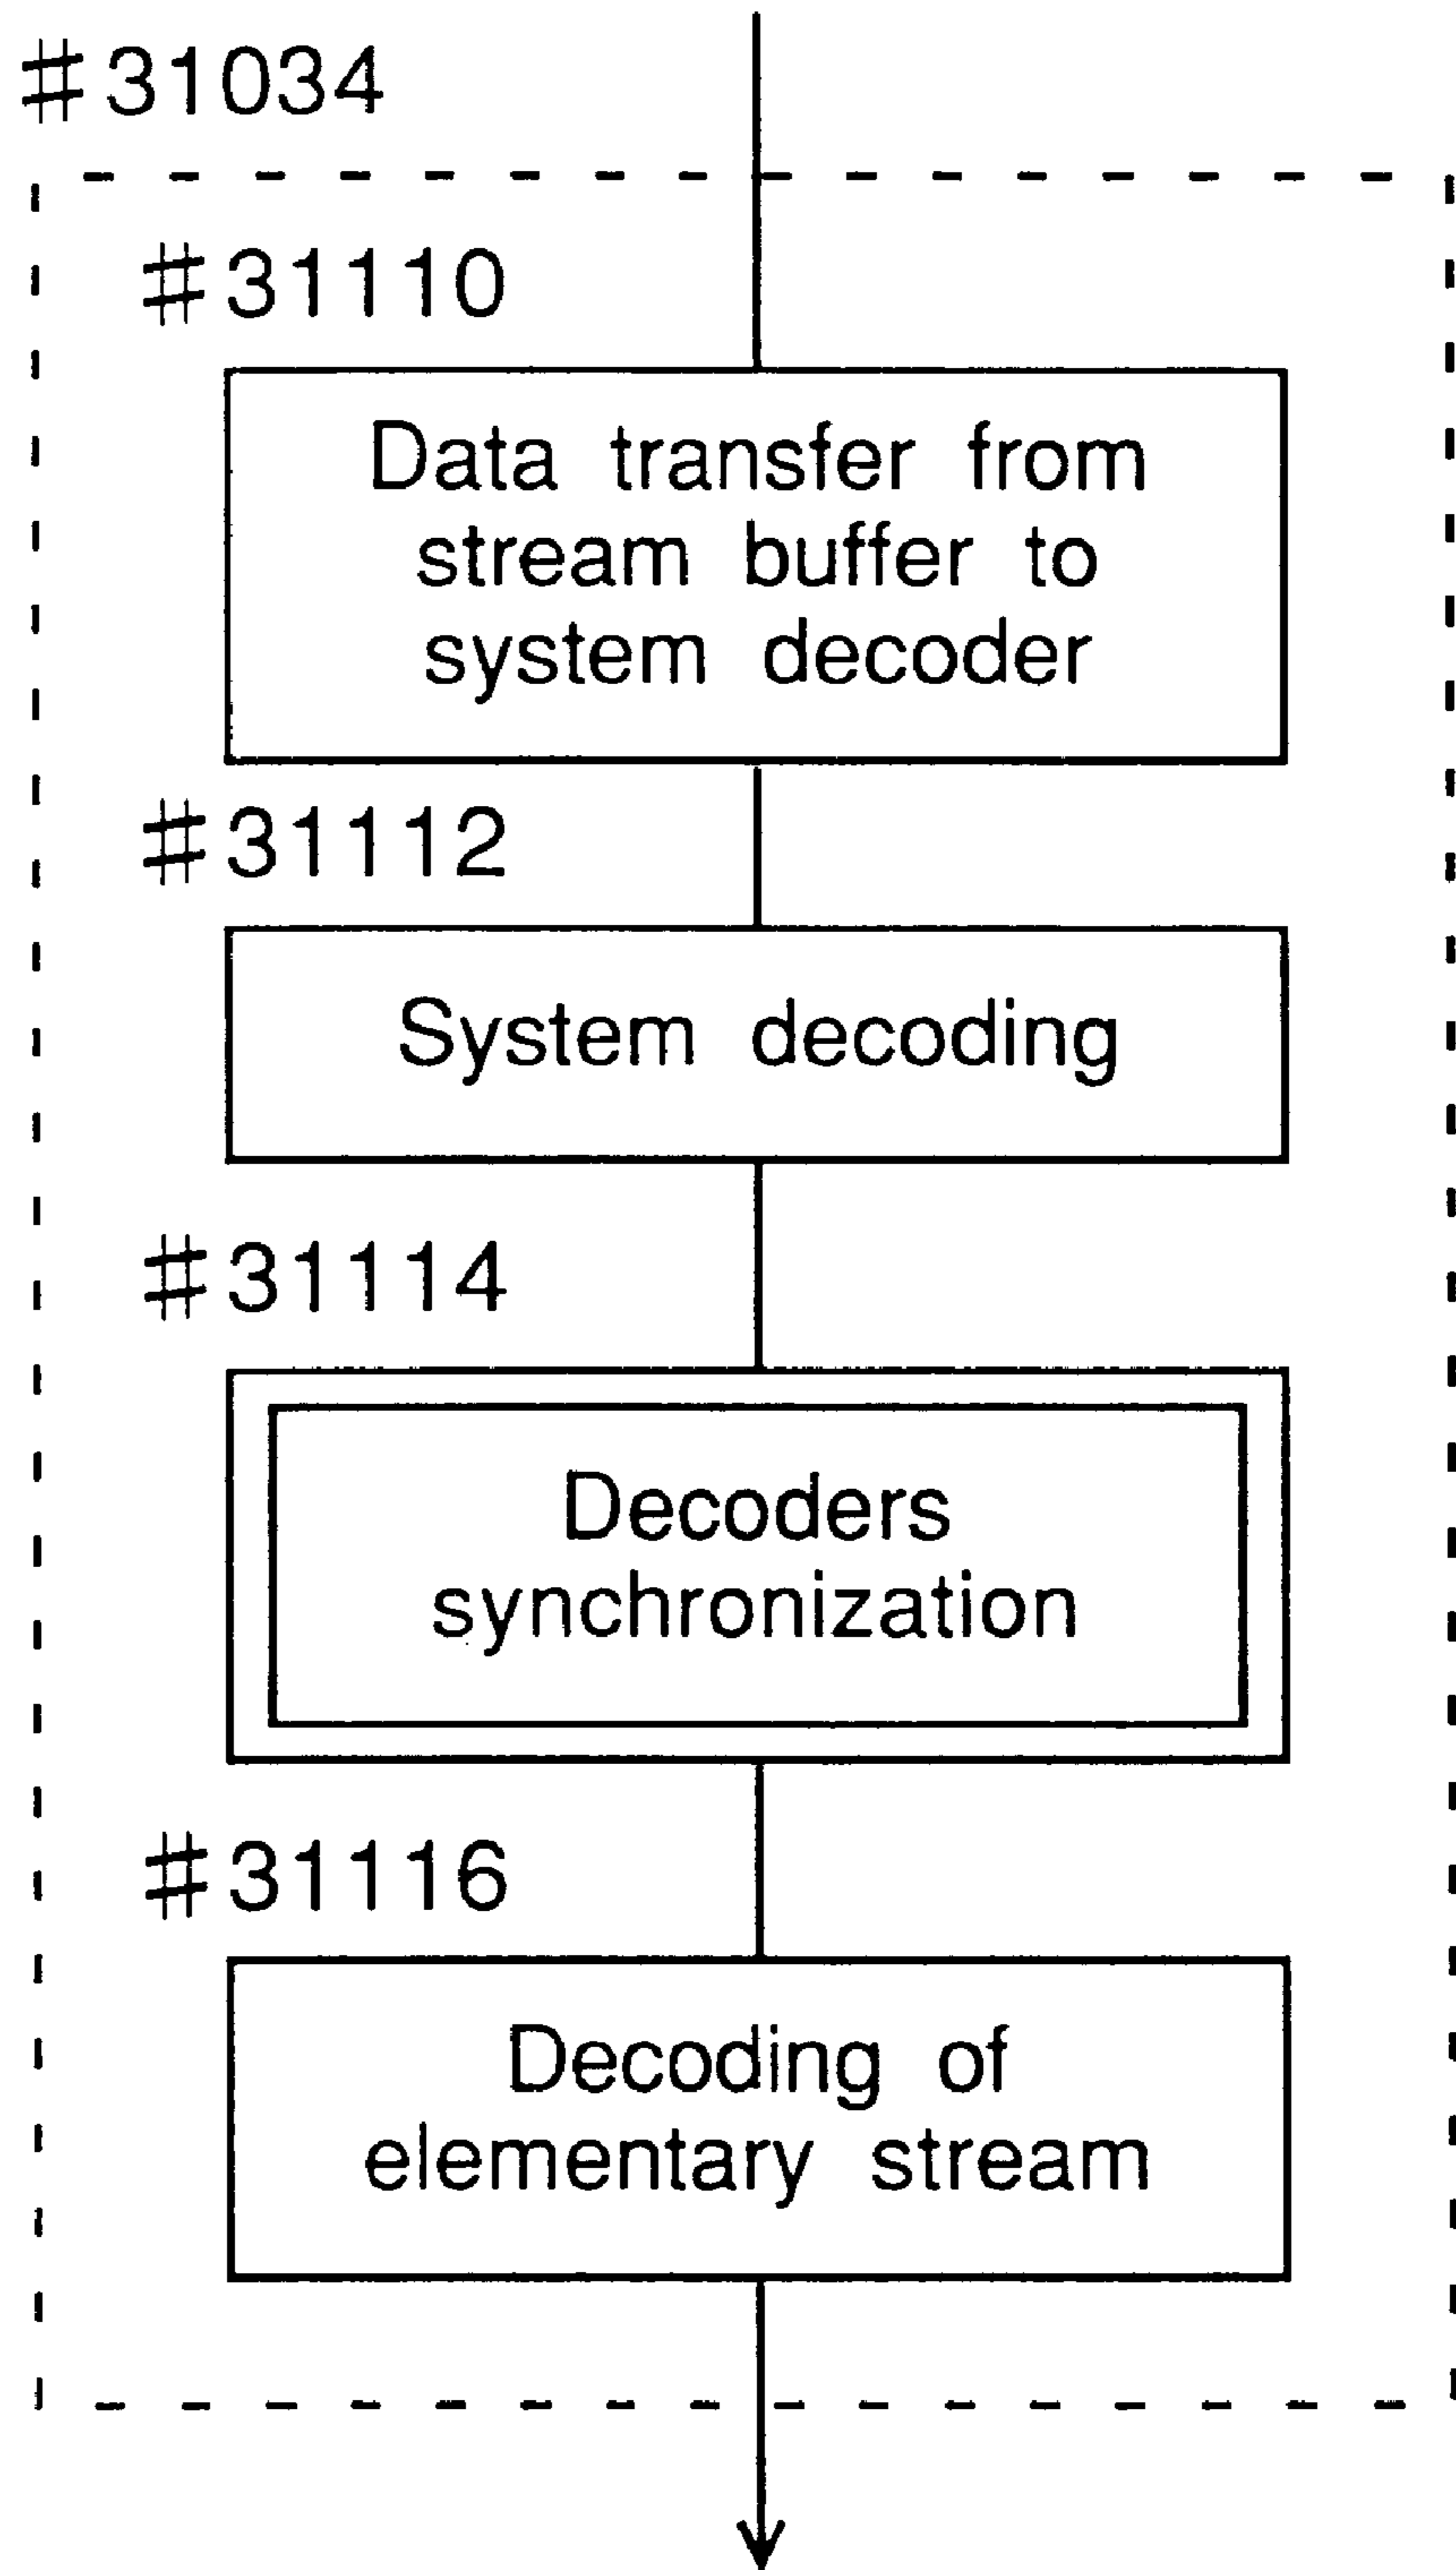 #31034
#31110
Data transfer from
stream buffer to
system decoder
#31112
System decoding
#31114
Decoders
synchronization
#31116
Decoding of
elementary stream